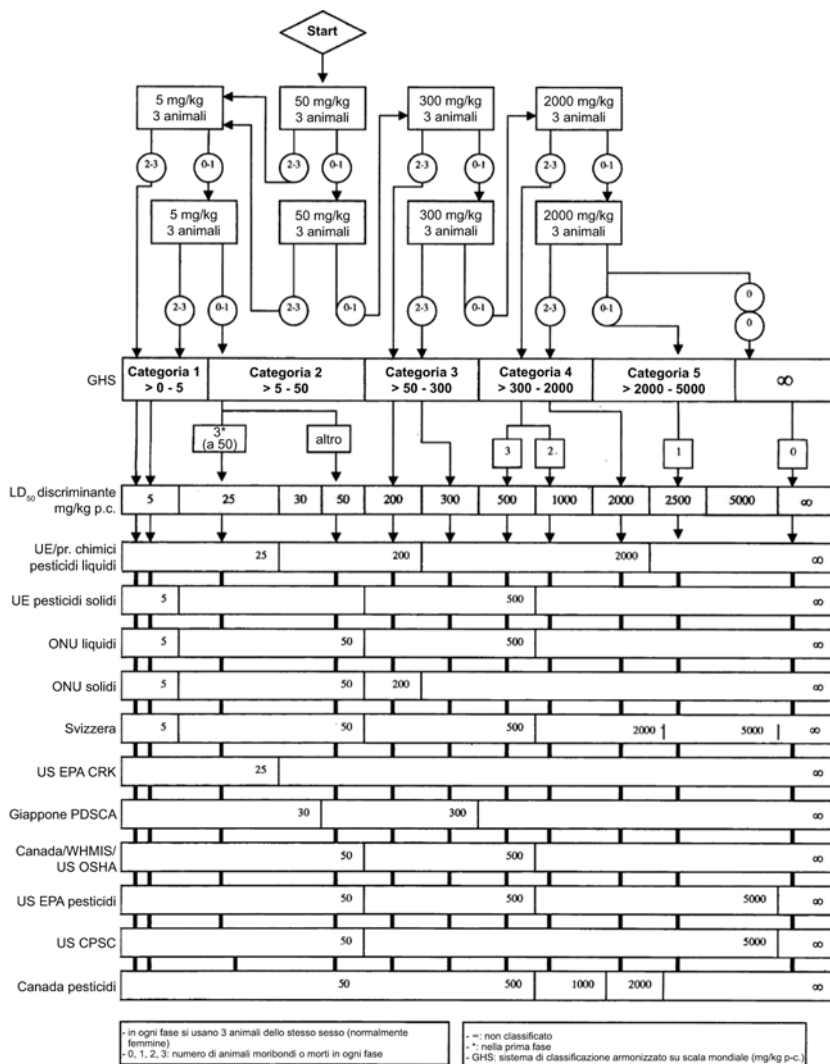 Start
5 mg/kg
3 animali
50 mg/kg
3 animali
300 mg/kg
3 animali
2000 mg/kg
3 animali
2-3 0-1 2-3 0-1 2-3 0-1 2-3 0-1
5 mg/kg
3 animali
50 mg/kg
3 animali
300 mg/kg
3 animali
2000 mg/kg
3 animali
2-3 0-1 2-3 0-1 2-3 0-1 2-3 0-1 0
0
GHS
Categoria 1
> 0 - 5
Categoria 2
> 5 - 50
Categoria 3
> 50 - 300
Categoria 4
> 300 - 2000
Categoria 5
> 2000 - 5000
∞
3*
(a 50)
altro
3 2. 1 0
LD50 discriminante
mg/kg p.c.
5 25 30 50 200 300 500 1000 2000 2500 5000 ∞
UE/pr. chimici
pesticidi liquidi
25 200 2000 ∞
UE pesticidi solidi 5 500 ∞
ONU liquidi 5 50 500 ∞
ONU solidi 5 50 200 ∞
Svizzera 5 50 500 2000 5000 ∞
US EPA CRK 25 ∞
Giappone PDSCA 30 300 ∞
Canada/WHMIS/
US OSHA
50 500 ∞
US EPA pesticidi 50 500 5000 ∞
US CPSC 50 5000 ∞
Canada pesticidi 50 500 1000 2000 ∞
- in ogni fase si usano 3 animali dello stesso sesso (normalmente
femmine)
- 0, 1, 2, 3: numero di animali moribondi o morti in ogni fase
- ∞: non classificato
- *: nella prima fase
- GHS: sistema di classificazione armonizzato su scala mondiale (mg/kg p-c.)